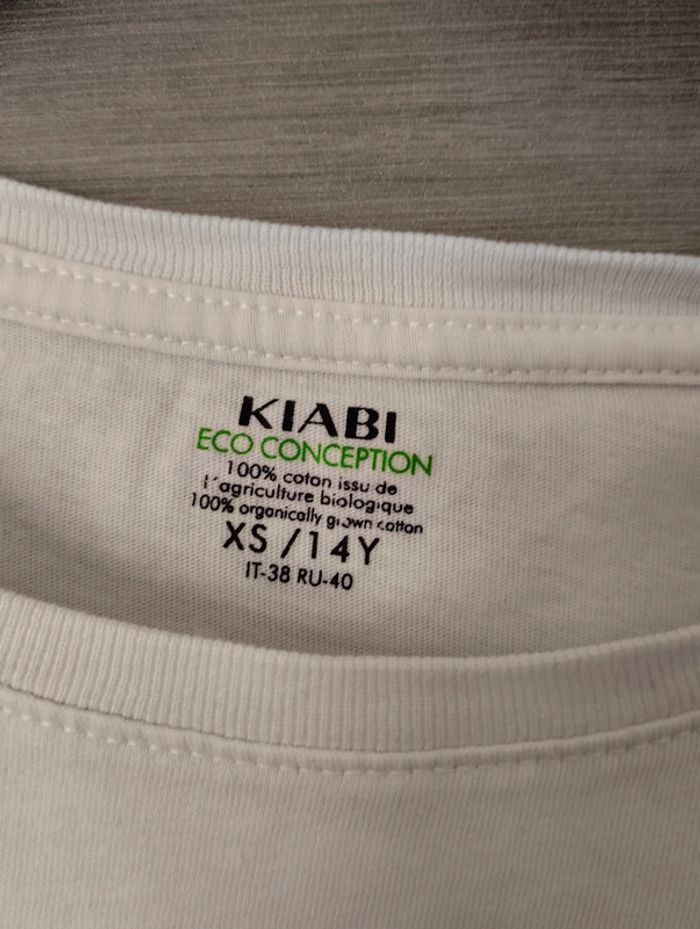 KIABI
ECO CONCEPTION
100% coton issu de
l'agriculture biologique
100% organically grown cotton
XS /14Y
IT-38 RU-40